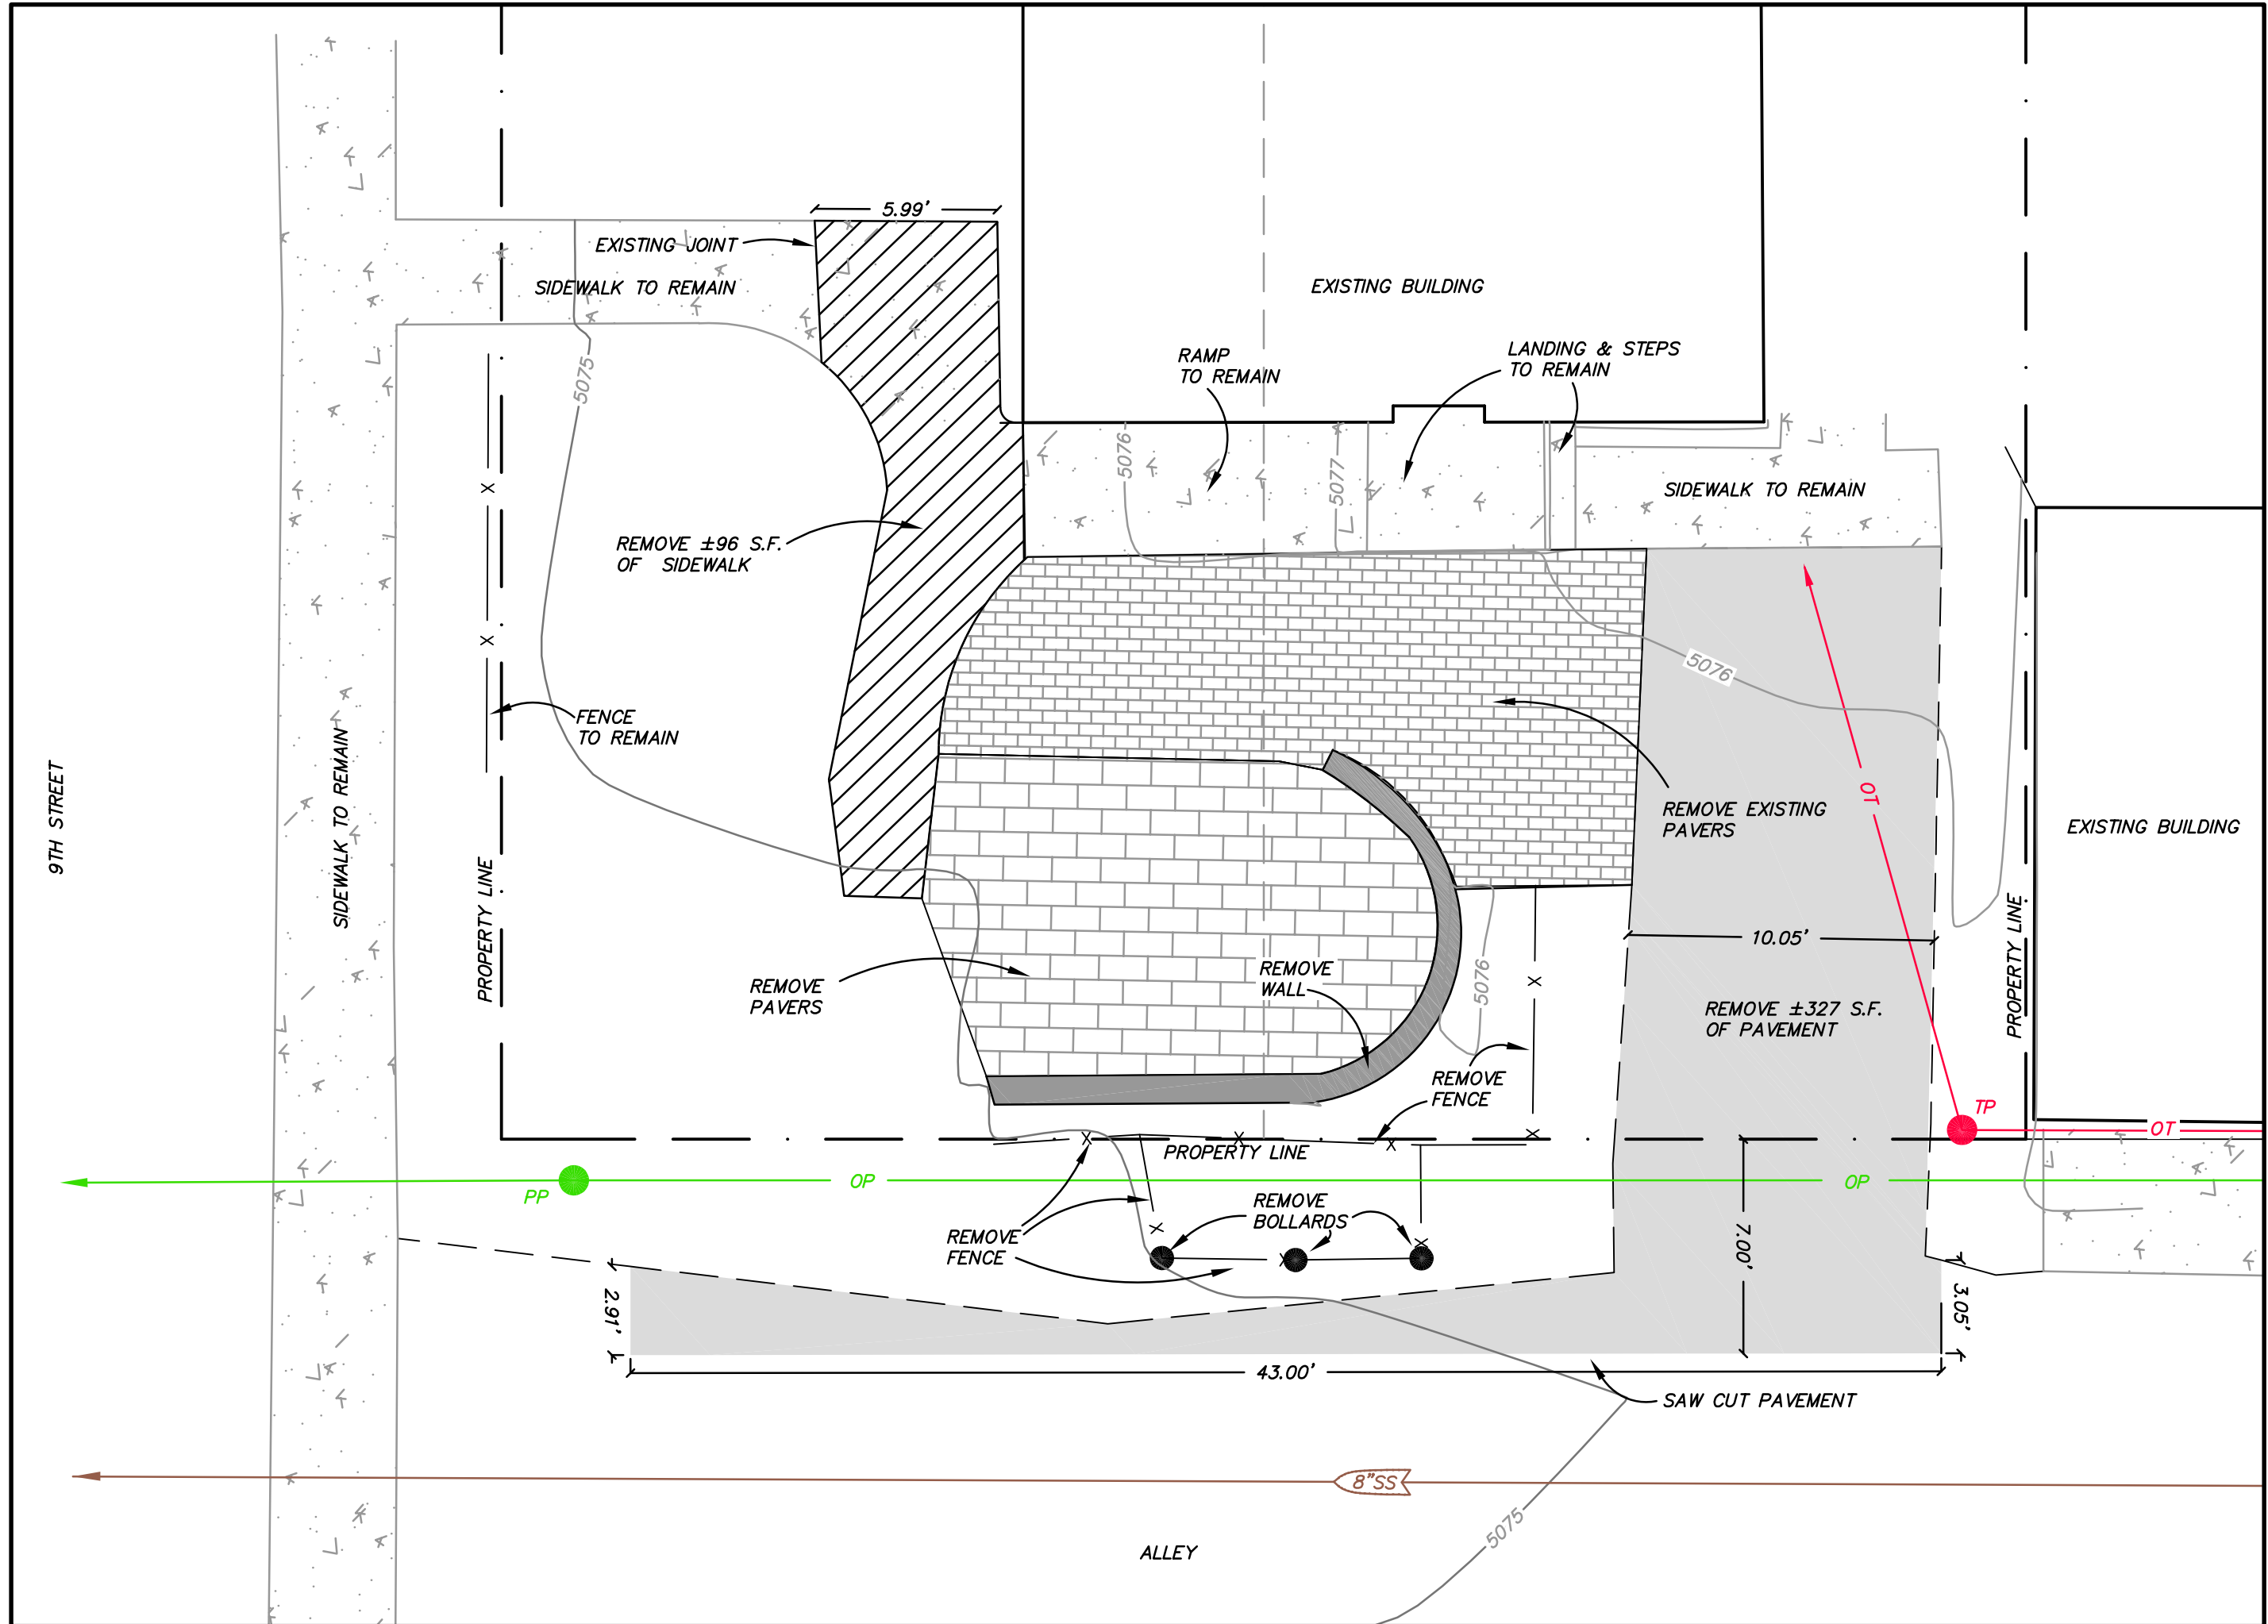 5.99'
EXISTING JOINT
SIDEWALK TO REMAIN
EXISTING BUILDING
5075
RAMP
TO REMAIN
LANDING & STEPS
TO REMAIN
5076
5077
SIDEWALK TO REMAIN
REMOVE ±96 S.F.
OF SIDEWALK
5076
FENCE
TO REMAIN
9TH STREET
SIDEWALK TO REMAIN
PROPERTY LINE
X
X
OT
REMOVE EXISTING
PAVERS
EXISTING BUILDING
10.05'
PROPERTY LINE
REMOVE
PAVERS
REMOVE
WALL
5076
X
REMOVE ±327 S.F.
OF PAVEMENT
REMOVE
FENCE
TP
OT
X
X
X
X
PROPERTY LINE
PP
OP
OP
REMOVE
BOLLARDS
REMOVE
FENCE
X
X
X
7.00'
2.91'
3.05'
43.00'
SAW CUT PAVEMENT
8"SS
5075
ALLEY